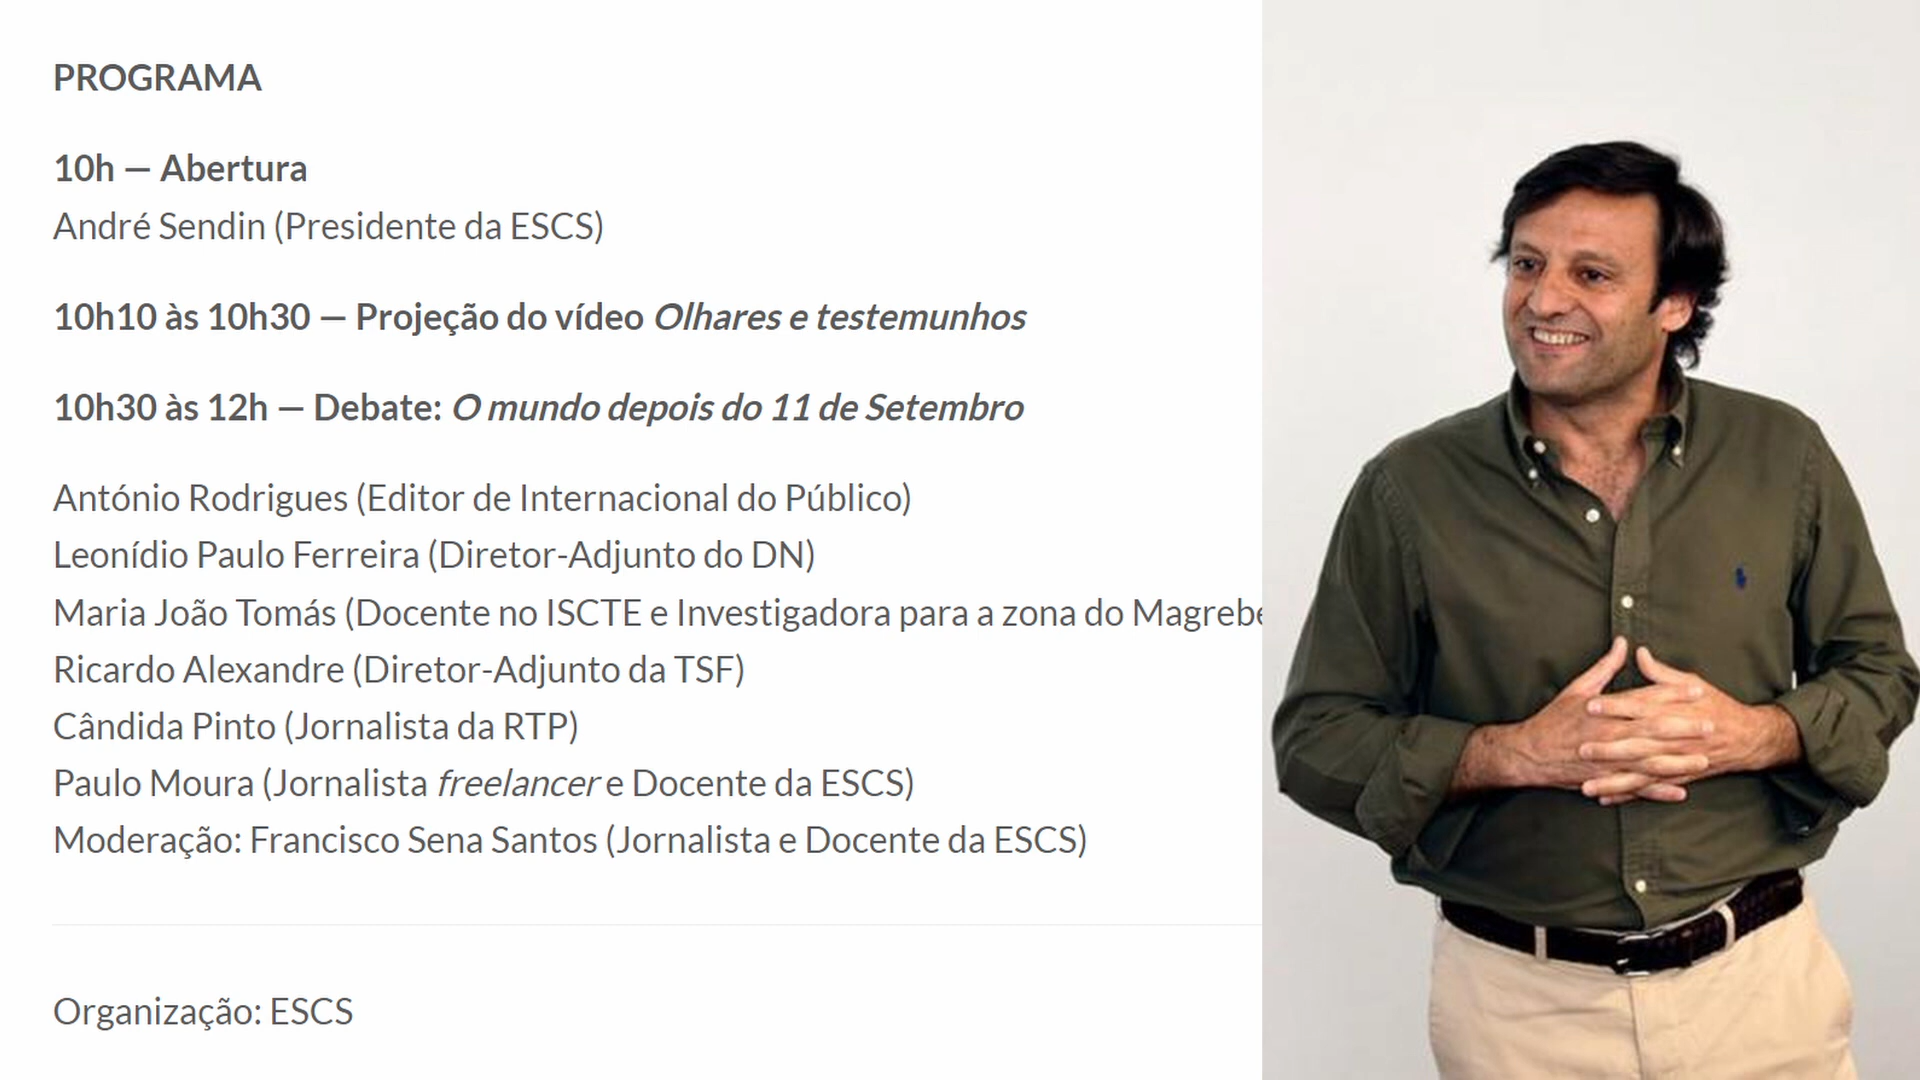 PROGRAMA
10h — Abertura
André Sendin (Presidente da ESCS)
10h10 às 10h30 — Projeção do vídeo Olhares e testemunhos
10h30 às 12h — Debate: O mundo depois do 11 de Setembro
António Rodrigues (Editor de Internacional do Público)
Leonídio Paulo Ferreira (Diretor-Adjunto do DN)
Maria João Tomás (Docente no ISCTE e Investigadora para a zona do Magrebe
Ricardo Alexandre (Diretor-Adjunto da TSF)
Cândida Pinto (Jornalista da RTP)
Paulo Moura (Jornalista freelancer e Docente da ESCS)
Moderação: Francisco Sena Santos (Jornalista e Docente da ESCS)
Organização: ESCS